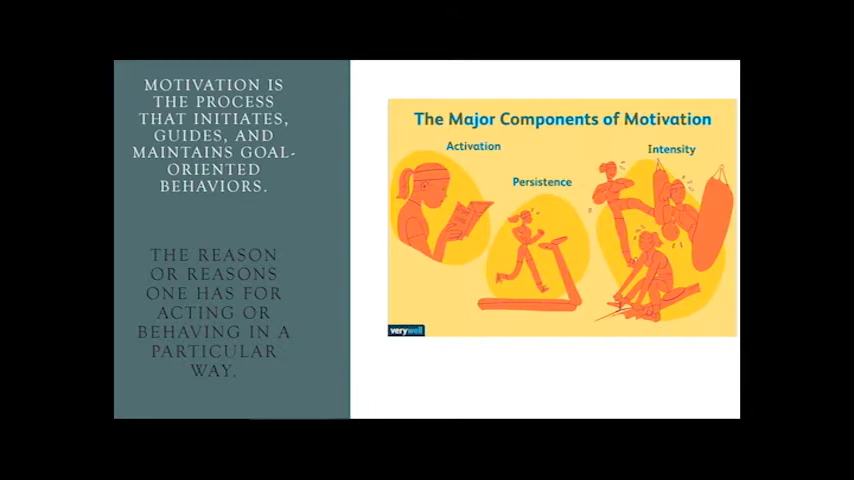 MOTIVATION IS
THE PROCESS
THAT INITIATES,
GUIDES, AND
MAINTAINS GOAL-
ORIENTED
BEHAVIORS.
THE REASON
OR REASONS
ONE HAS FOR
ACTING OR
BEHAVING IN A
PARTICULAR
WAY.
The Major Components of Motivation
Activation
Persistence
Intensity
verywell